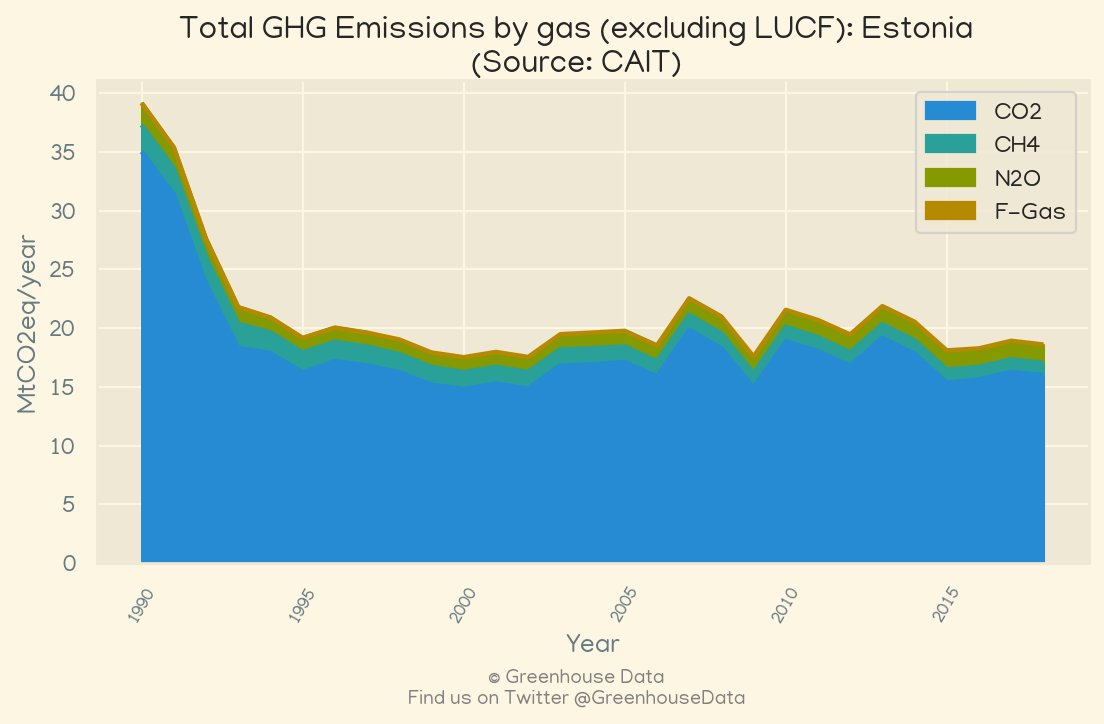 Total GHG Emissions by gas (excluding LUCF): Estonia
(Source: CAIT)
40
35
30
25
20
15
10
5
0
MtCO2eq/year
CO2
CH4
N2O
F-Gas
1990
1995
2000
2005
2010
2015
Year
© Greenhouse Data
Find us on Twitter @GreenhouseData